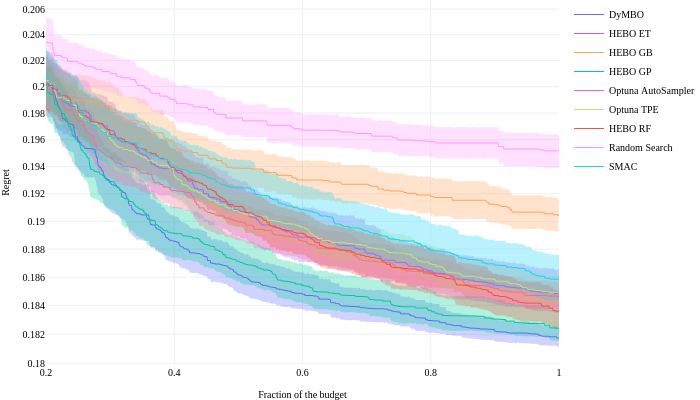 0.206
0.204
0.202
0.2
0.198
0.196
0.194
0.192
0.19
0.188
0.186
0.184
0.182
0.18
Regret
0.2 0.4 0.6 0.8 1
Fraction of the budget
DyMBO
HEBO ET
HEBO GB
HEBO GP
Optuna AutoSampler
Optuna TPE
HEBO RF
Random Search
SMAC